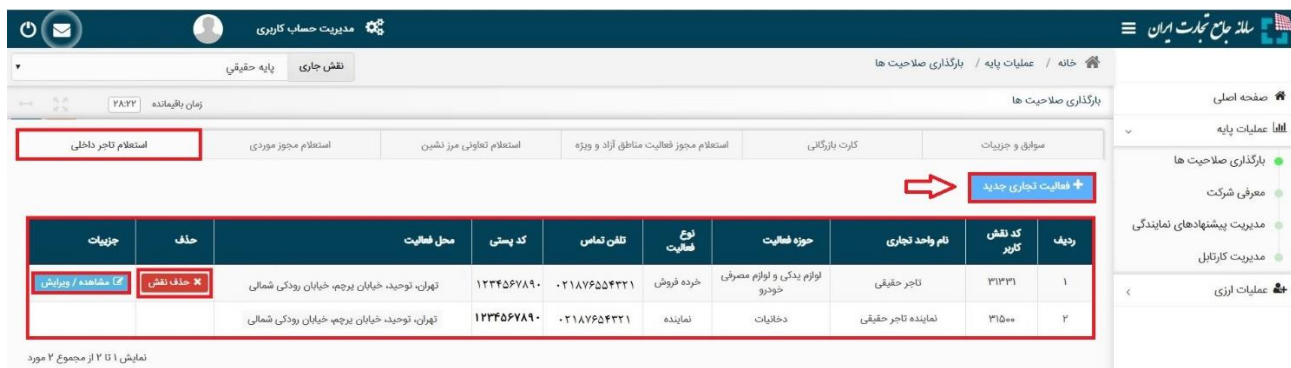 سامانه جامع تجارت ایران
مدیریت حساب کاربری
خانه / عملیات پایه / بارگذاری صلاحیت ها
نقش جاری
پایه حقیقي
صفحه اصلی
عملیات پایه
بارگذاری صلاحیت ها
معرفی شرکت
مدیریت پیشنهادهای نمایندگی
مدیریت کارتابل
عملیات ارزی
بارگذاری صلاحیت ها
زمان باقیمانده ۲۸:۲۲
سوابق و جزییات
کارت بازرگانی
استعلام مجوز فعالیت مناطق آزاد و ویژه
استعلام تعاونی مرز نشین
استعلام مجوز موردی
استعلام تاجر داخلی
+ فعالیت تجاری جدید
ردیف کد نقش کاربر نام واحد تجاری حوزه فعالیت نوع فعالیت تلفن تماس کد پستی محل فعالیت حذف جزییات
۱ ۳۱۳۳۱ تاجر حقیقی لوازم یدکی و لوازم مصرفی خودرو خرده فروش ۰۲۱۸۷۶۵۵۴۳۲۱ ۱۲۳۴۵۶۷۸۹۰ تهران، توحید، خیابان پرچم، خیابان رودکی شمالی حذف نقش مشاهده / ویرایش
۲ ۳۱۵۰۰ نماینده تاجر حقیقی دخانیات نماینده ۰۲۱۸۷۶۵۴۳۲۱ ۱۲۳۴۵۶۷۸۹۰ تهران، توحید، خیابان پرچم، خیابان رودکی شمالی
نمایش ۱ تا ۲ از مجموع ۲ مورد